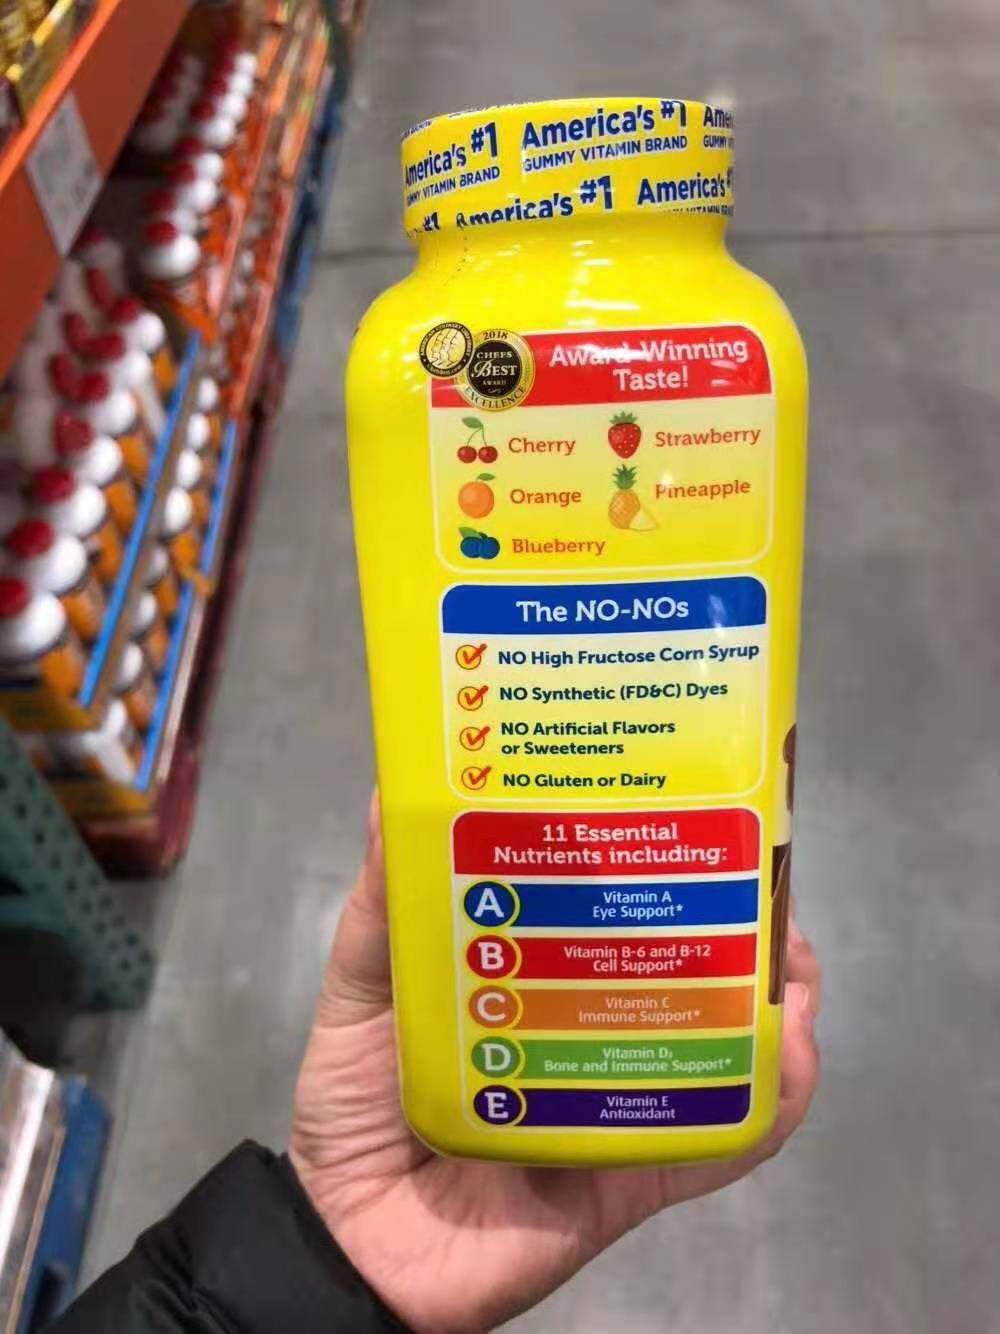 America's #1
GUMMY VITAMIN BRAND
America's #1
VITAMIN BRAND
America's #1
America's
2018
CHEFS
BEST
AWARD
EXCELLENCE
Award-Winning
Taste!
Cherry
Strawberry
Orange
Pineapple
Blueberry
The NO-NOs
NO High Fructose Corn Syrup
NO Synthetic (FD&C) Dyes
NO Artificial Flavors
or Sweeteners
NO Gluten or Dairy
11 Essential
Nutrients including:
A
Vitamin A
Eye Support*
B
Vitamin B-6 and B-12
Cell Support*
C
Vitamin C
Immune Support*
D
Vitamin D₃
Bone and Immune Support*
E
Vitamin E
Antioxidant